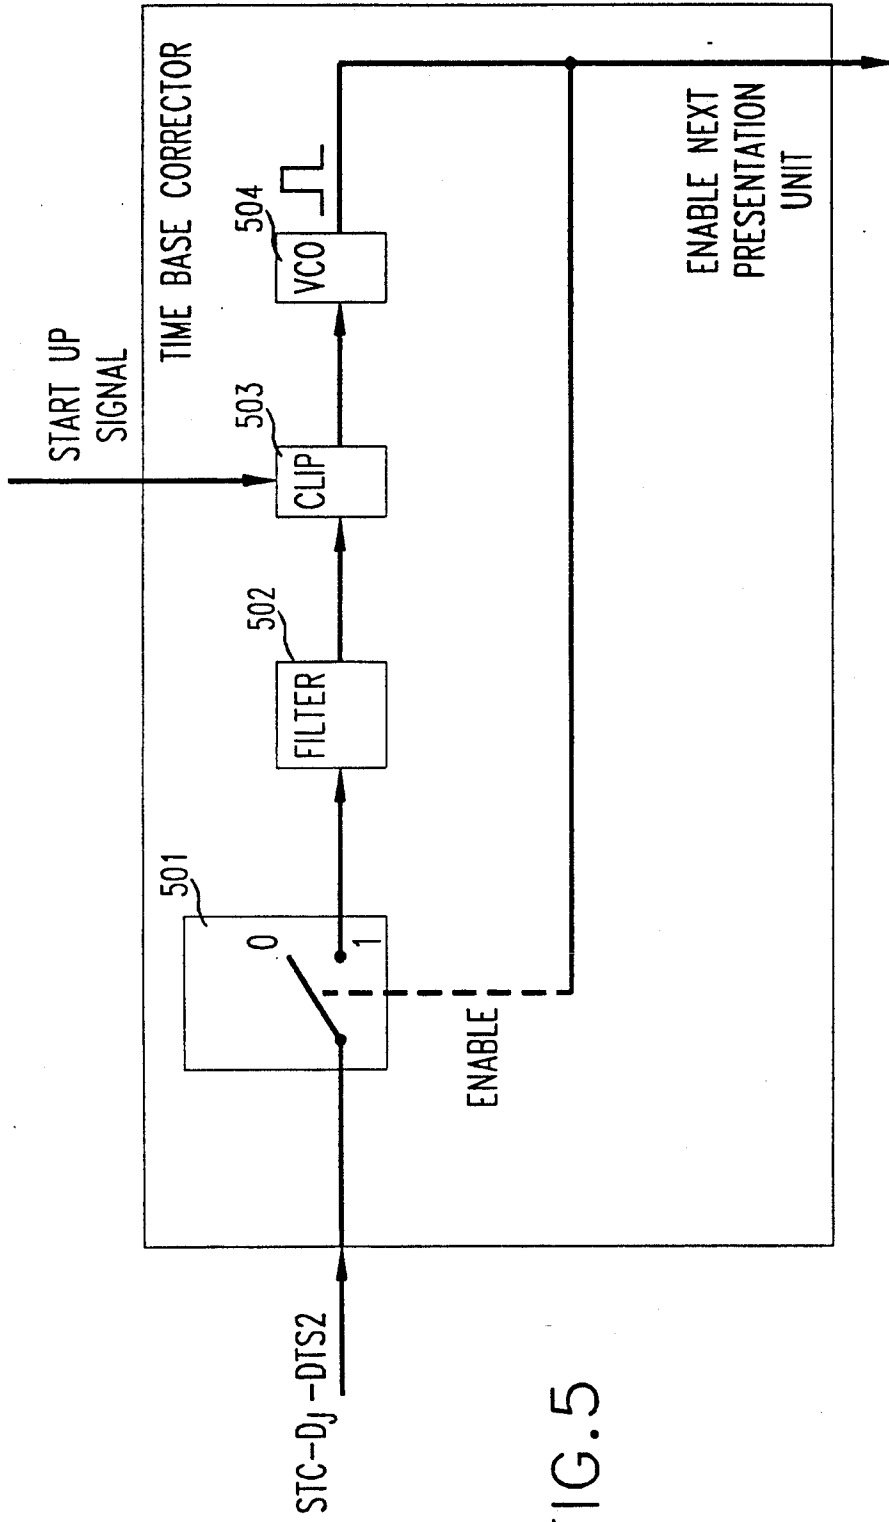 START UP
SIGNAL
TIME BASE CORRECTOR
501
502
503
504
0
1
FILTER
CLIP
VCO
STC-DJ-DTS2
ENABLE
ENABLE NEXT
PRESENTATION
UNIT
FIG.5